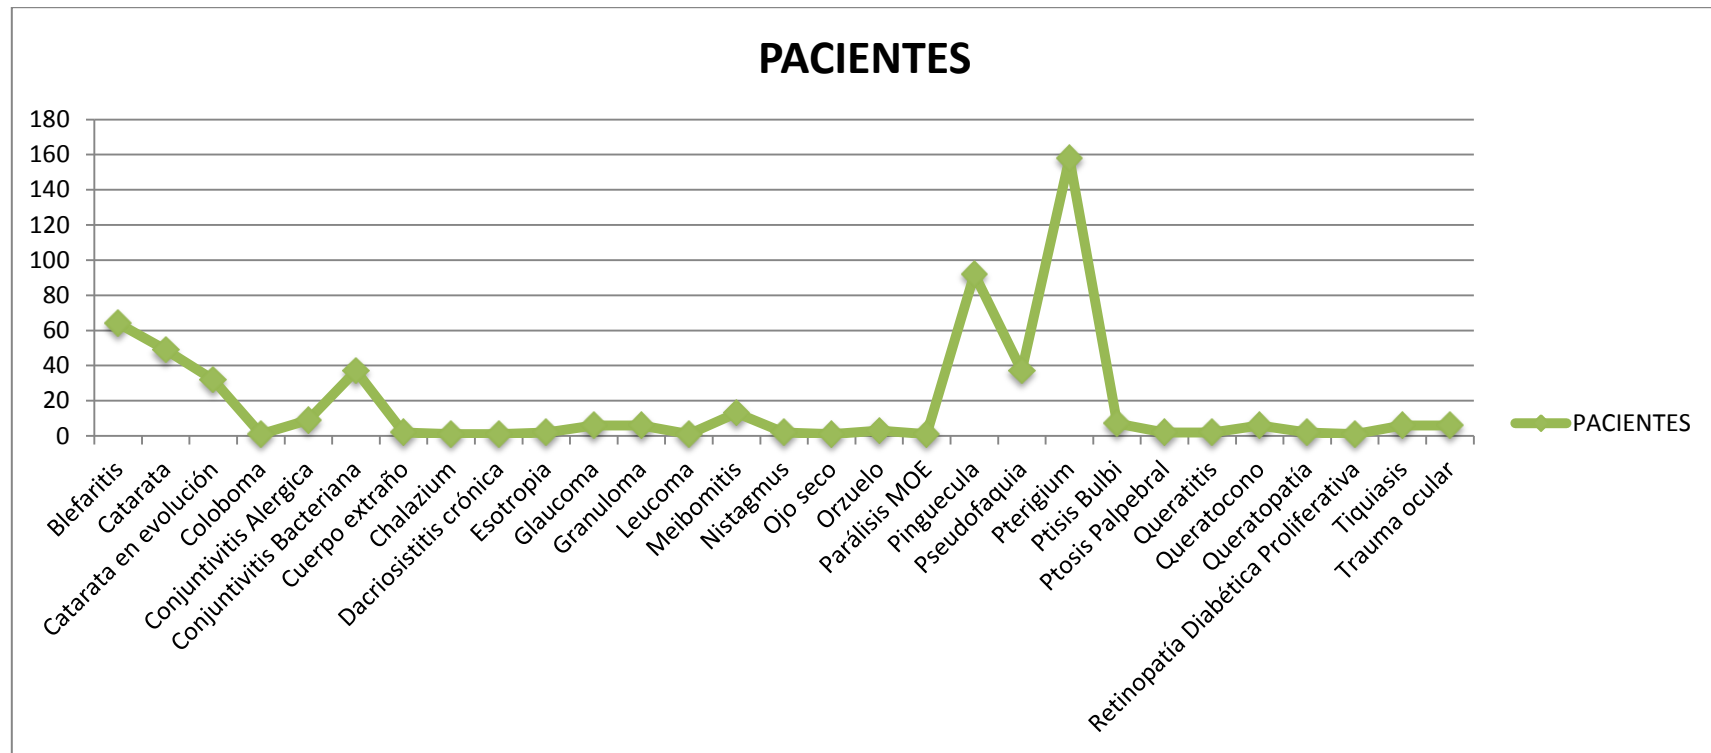 PACIENTES
180
160
140
120
100
80
60
40
20
0
Blefaritis
Catarata
Catarata en evolución
Coloboma
Conjuntivitis Alergica
Conjuntivitis Bacteriana
Cuerpo extraño
Chalazium
Dacriosistitis crónica
Esotropia
Glaucoma
Granuloma
Leucoma
Meibomitis
Nistagmus
Ojo seco
Orzuelo
Parálisis MOE
Pinguecula
Pseudofaquia
Pterigium
Ptisis Bulbi
Ptosis Palpebral
Queratitis
Queratocono
Queratopatía
Retinopatía Diabética Proliferativa
Tiquiasis
Trauma ocular
PACIENTES